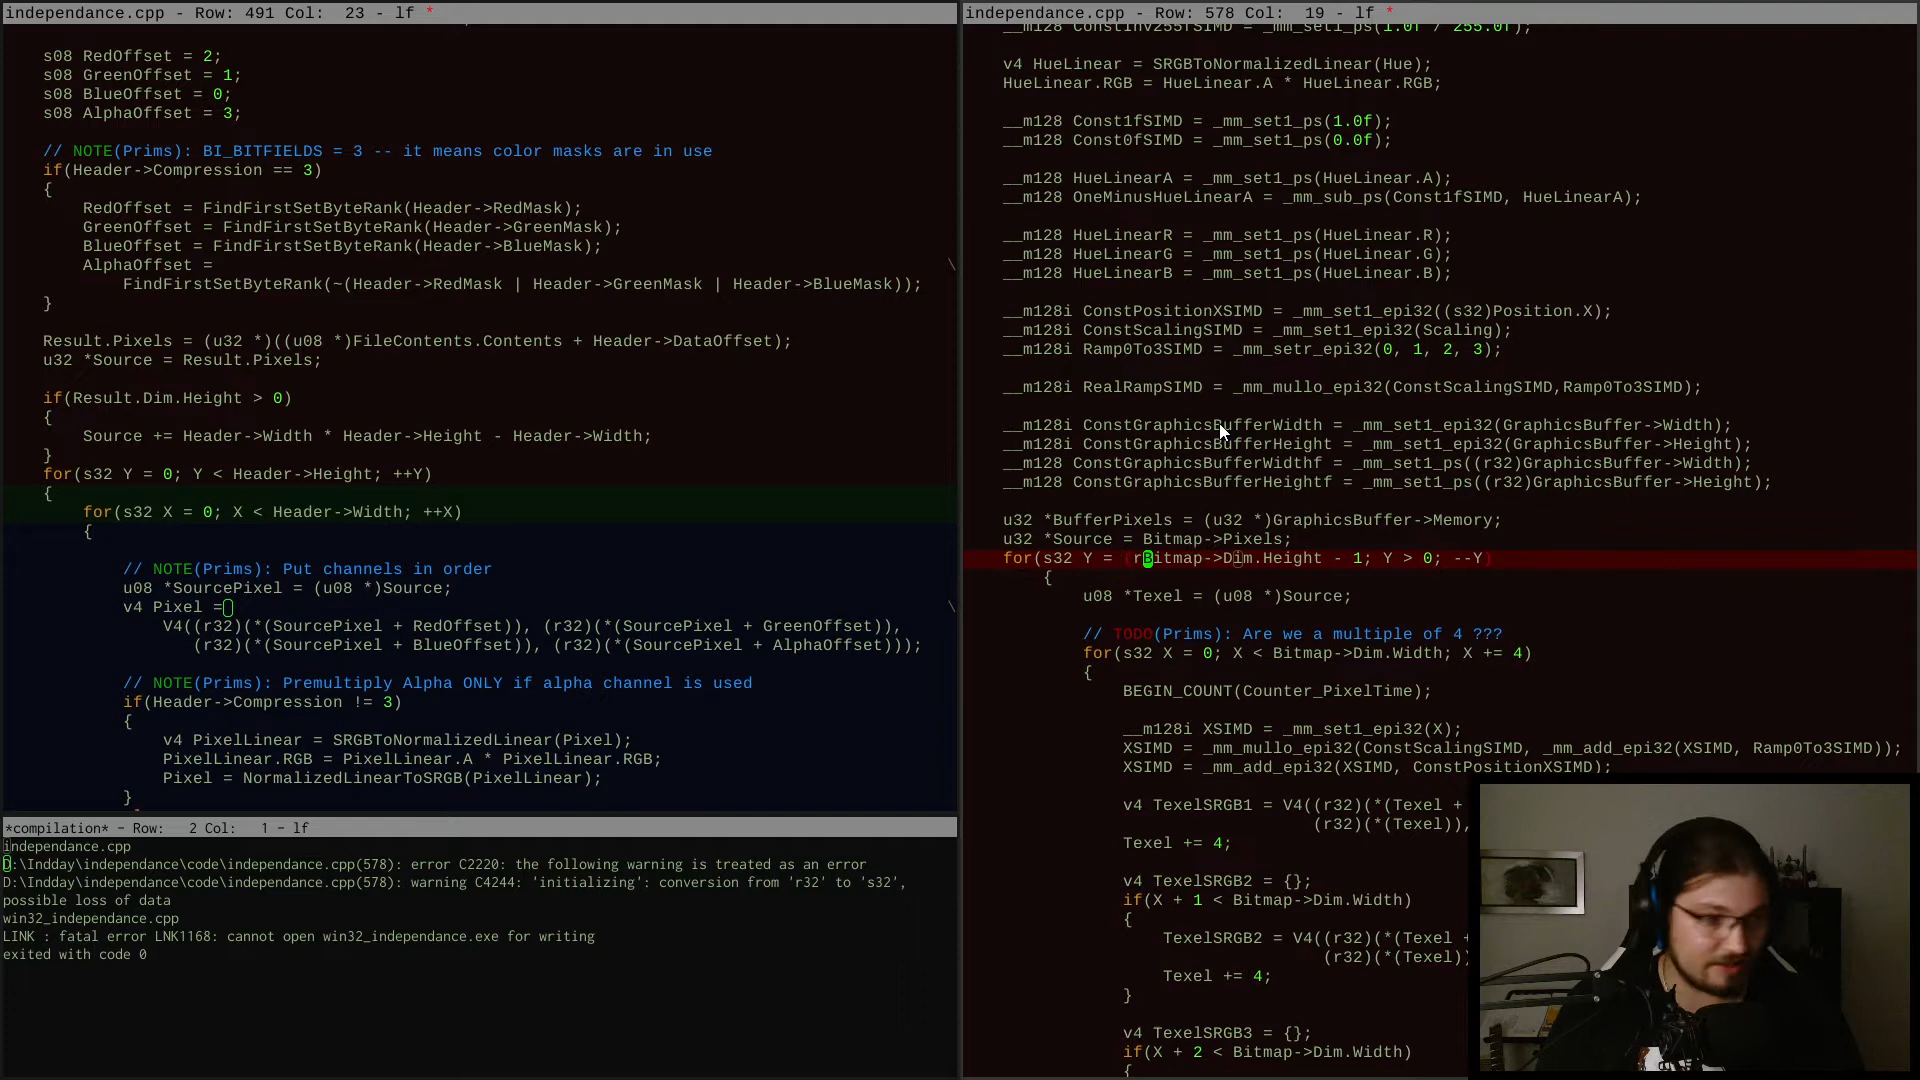 independance.cpp - Row: 491 Col:  23 - lf *
s08 RedOffset = 2;
s08 GreenOffset = 1;
s08 BlueOffset = 0;
s08 AlphaOffset = 3;
// NOTE(Prims): BI_BITFIELDS = 3 -- it means color masks are in use
if(Header->Compression == 3)
{
RedOffset = FindFirstSetByteRank(Header->RedMask);
GreenOffset = FindFirstSetByteRank(Header->GreenMask);
BlueOffset = FindFirstSetByteRank(Header->BlueMask);
AlphaOffset = \
FindFirstSetByteRank(~(Header->RedMask | Header->GreenMask | Header->BlueMask));
}
Result.Pixels = (u32 *)((u08 *)FileContents.Contents + Header->DataOffset);
u32 *Source = Result.Pixels;
if(Result.Dim.Height > 0)
{
Source += Header->Width * Header->Height - Header->Width;
}
for(s32 Y = 0; Y < Header->Height; ++Y)
{
for(s32 X = 0; X < Header->Width; ++X)
{
// NOTE(Prims): Put channels in order
u08 *SourcePixel = (u08 *)Source;
v4 Pixel = \
V4((r32)(*(SourcePixel + RedOffset)), (r32)(*(SourcePixel + GreenOffset)),
(r32)(*(SourcePixel + BlueOffset)), (r32)(*(SourcePixel + AlphaOffset)));
// NOTE(Prims): Premultiply Alpha ONLY if alpha channel is used
if(Header->Compression != 3)
{
v4 PixelLinear = SRGBToNormalizedLinear(Pixel);
PixelLinear.RGB = PixelLinear.A * PixelLinear.RGB;
Pixel = NormalizedLinearToSRGB(PixelLinear);
}
*compilation* - Row:   2 Col:   1 - lf
independance.cpp
D:\Indday\independance\code\independance.cpp(578): error C2220: the following warning is treated as an error
D:\Indday\independance\code\independance.cpp(578): warning C4244: 'initializing': conversion from 'r32' to 's32',
possible loss of data
win32_independance.cpp
LINK : fatal error LNK1168: cannot open win32_independance.exe for writing
exited with code 0
independance.cpp - Row: 578 Col:  19 - lf *
__m128 ConstInv255fSIMD = _mm_set1_ps(1.0f / 255.0f);
v4 HueLinear = SRGBToNormalizedLinear(Hue);
HueLinear.RGB = HueLinear.A * HueLinear.RGB;
__m128 Const1fSIMD = _mm_set1_ps(1.0f);
__m128 Const0fSIMD = _mm_set1_ps(0.0f);
__m128 HueLinearA = _mm_set1_ps(HueLinear.A);
__m128 OneMinusHueLinearA = _mm_sub_ps(Const1fSIMD, HueLinearA);
__m128 HueLinearR = _mm_set1_ps(HueLinear.R);
__m128 HueLinearG = _mm_set1_ps(HueLinear.G);
__m128 HueLinearB = _mm_set1_ps(HueLinear.B);
__m128i ConstPositionXSIMD = _mm_set1_epi32((s32)Position.X);
__m128i ConstScalingSIMD = _mm_set1_epi32(Scaling);
__m128i Ramp0To3SIMD = _mm_setr_epi32(0, 1, 2, 3);
__m128i RealRampSIMD = _mm_mullo_epi32(ConstScalingSIMD,Ramp0To3SIMD);
__m128i ConstGraphicsBufferWidth = _mm_set1_epi32(GraphicsBuffer->Width);
__m128i ConstGraphicsBufferHeight = _mm_set1_epi32(GraphicsBuffer->Height);
__m128 ConstGraphicsBufferWidthf = _mm_set1_ps((r32)GraphicsBuffer->Width);
__m128 ConstGraphicsBufferHeightf = _mm_set1_ps((r32)GraphicsBuffer->Height);
u32 *BufferPixels = (u32 *)GraphicsBuffer->Memory;
u32 *Source = Bitmap->Pixels;
for(s32 Y = (rBitmap->Dim.Height - 1; Y > 0; --Y)
{
u08 *Texel = (u08 *)Source;
// TODO(Prims): Are we a multiple of 4 ???
for(s32 X = 0; X < Bitmap->Dim.Width; X += 4)
{
BEGIN_COUNT(Counter_PixelTime);
__m128i XSIMD = _mm_set1_epi32(X);
XSIMD = _mm_mullo_epi32(ConstScalingSIMD, _mm_add_epi32(XSIMD, Ramp0To3SIMD));
XSIMD = _mm_add_epi32(XSIMD, ConstPositionXSIMD);
v4 TexelSRGB1 = V4((r32)(*(Texel +
(r32)(*(Texel)),
Texel += 4;
v4 TexelSRGB2 = {};
if(X + 1 < Bitmap->Dim.Width)
{
TexelSRGB2 = V4((r32)(*(Texel +
(r32)(*(Texel)
Texel += 4;
}
v4 TexelSRGB3 = {};
if(X + 2 < Bitmap->Dim.Width)
{